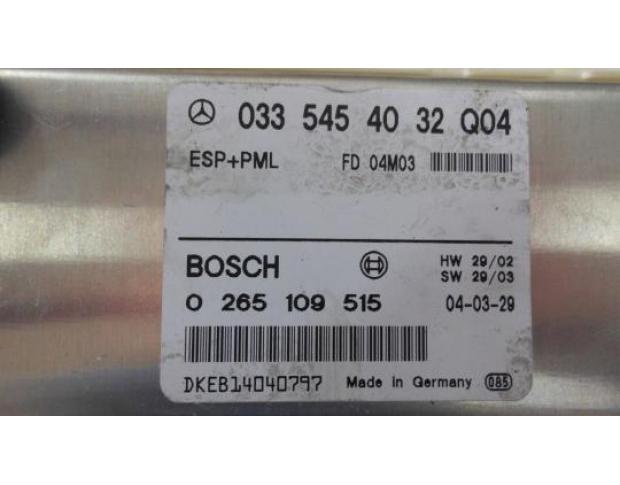 033 545 40 32 Q04
ESP+PML FD 04M03
BOSCH HW 29/02
SW 29/03
0 265 109 515 04-03-29
DKEB14040797 Made in Germany 085